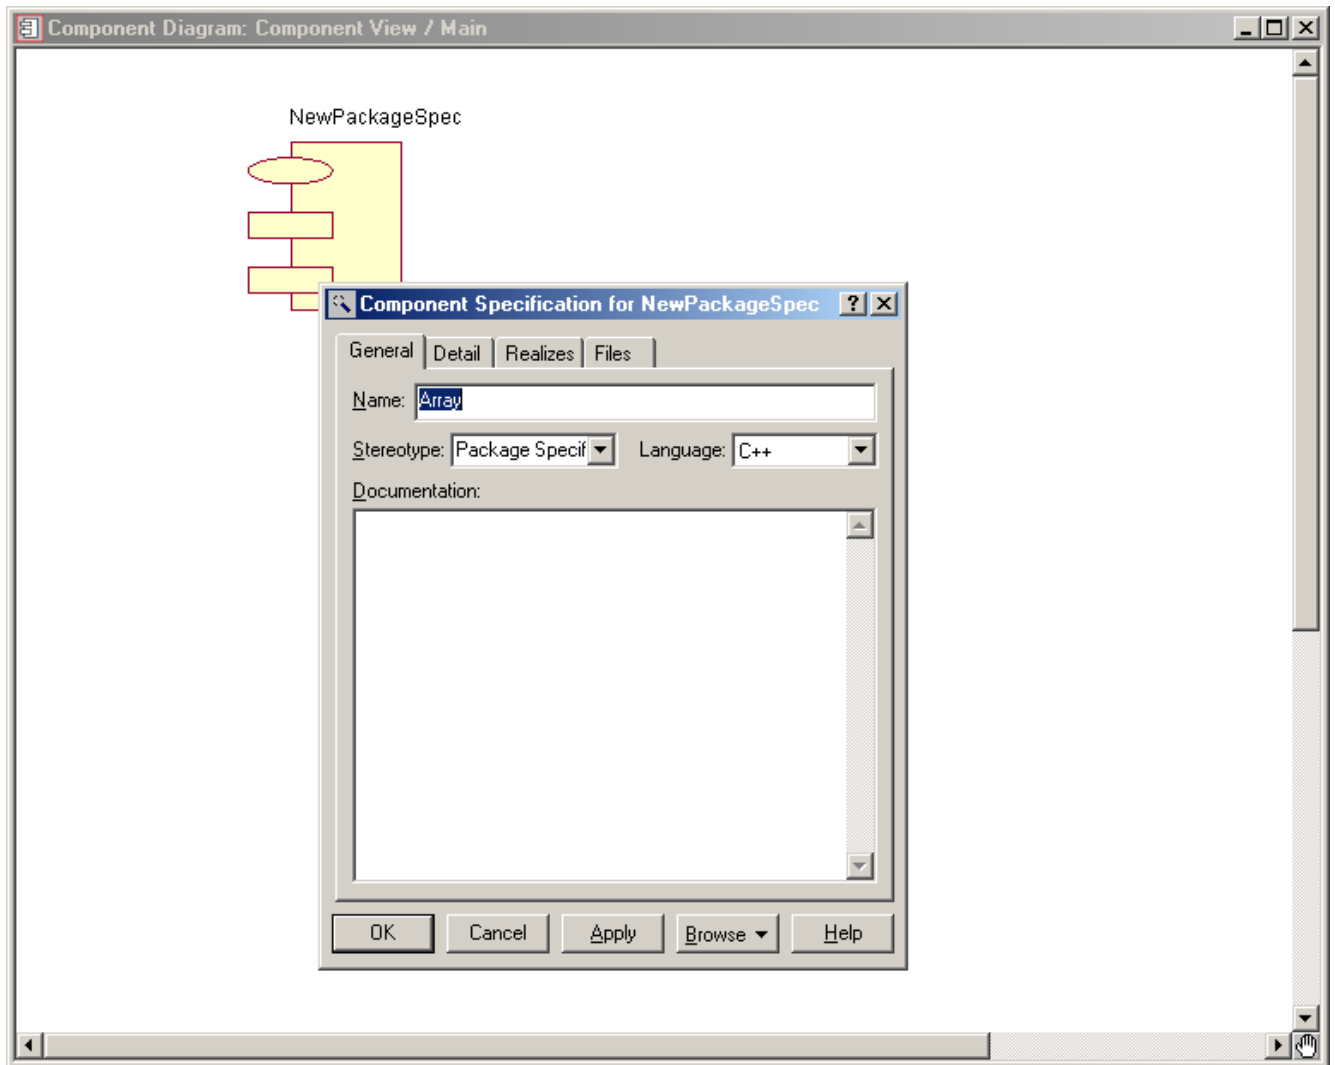 Component Diagram: Component View / Main
NewPackageSpec
Component Specification for NewPackageSpec
General Detail Realizes Files
Name: Array
Stereotype: Package Specif Language: C++
Documentation:
OK Cancel Apply Browse Help